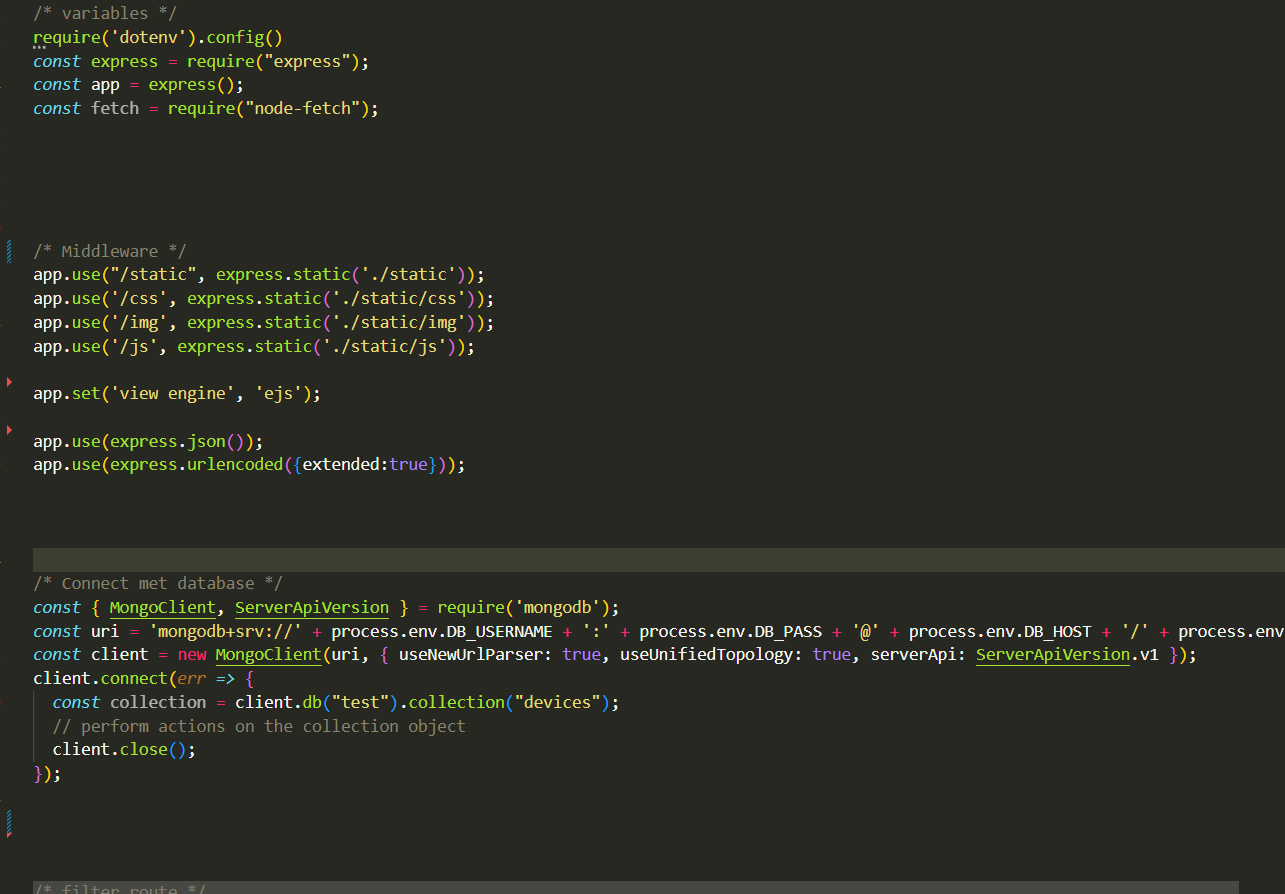 /* variables */
require('dotenv').config()
const express = require("express");
const app = express();
const fetch = require("node-fetch");
/* Middleware */
app.use("/static", express.static('./static'));
app.use('/css', express.static('./static/css'));
app.use('/img', express.static('./static/img'));
app.use('/js', express.static('./static/js'));
app.set('view engine', 'ejs');
app.use(express.json());
app.use(express.urlencoded({extended:true}));
/* Connect met database */
const { MongoClient, ServerApiVersion } = require('mongodb');
const uri = 'mongodb+srv://' + process.env.DB_USERNAME + ':' + process.env.DB_PASS + '@' + process.env.DB_HOST + '/' + process.env
const client = new MongoClient(uri, { useNewUrlParser: true, useUnifiedTopology: true, serverApi: ServerApiVersion.v1 });
client.connect(err => {
  const collection = client.db("test").collection("devices");
  // perform actions on the collection object
  client.close();
});
/* filter route */